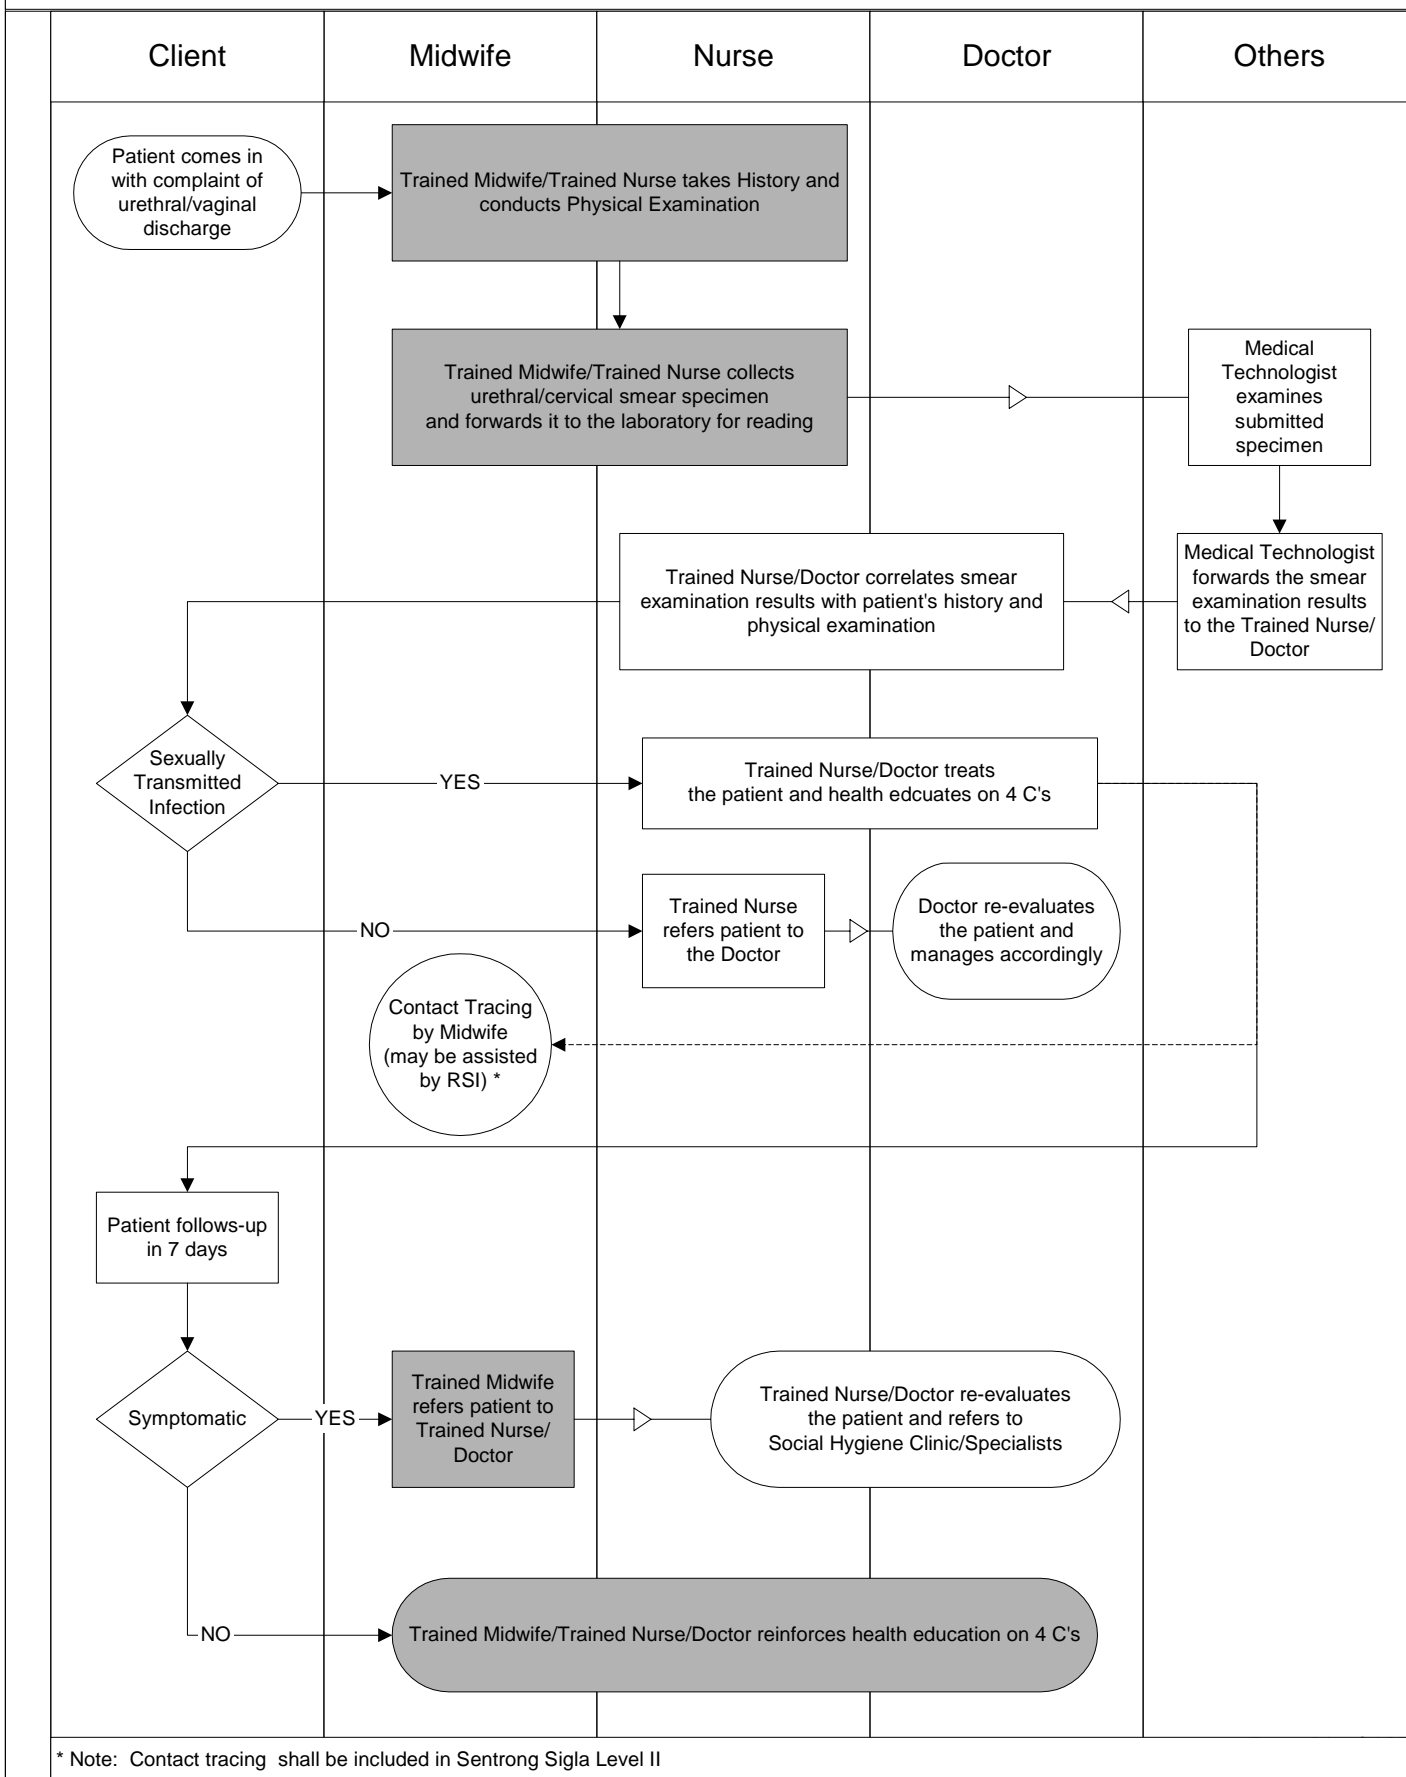 Client
Midwife
Nurse
Doctor
Others
Patient comes in
with complaint of
urethral/vaginal
discharge
Trained Midwife/Trained Nurse takes History and
conducts Physical Examination
Trained Midwife/Trained Nurse collects
urethral/cervical smear specimen
and forwards it to the laboratory for reading
Medical
Technologist
examines
submitted
specimen
Medical Technologist
forwards the smear
examination results
to the Trained Nurse/
Doctor
Trained Nurse/Doctor correlates smear
examination results with patient's history and
physical examination
Sexually
Transmitted
Infection
YES
Trained Nurse/Doctor treats
the patient and health edcuates on 4 C's
NO
Trained Nurse
refers patient to
the Doctor
Doctor re-evaluates
the patient and
manages accordingly
Contact Tracing
by Midwife
(may be assisted
by RSI) *
Patient follows-up
in 7 days
Symptomatic
YES
Trained Midwife
refers patient to
Trained Nurse/
Doctor
Trained Nurse/Doctor re-evaluates
the patient and refers to
Social Hygiene Clinic/Specialists
NO
Trained Midwife/Trained Nurse/Doctor reinforces health education on 4 C's
* Note:  Contact tracing  shall be included in Sentrong Sigla Level II